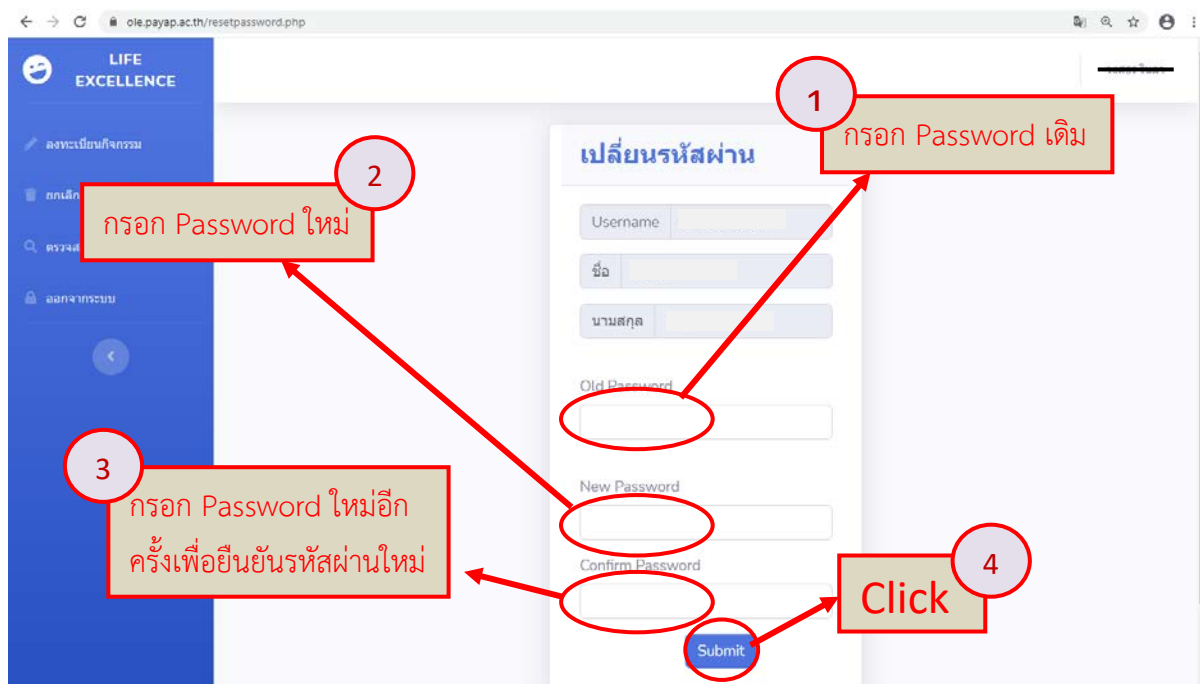 ole.payap.ac.th/resetpassword.php
LIFE
EXCELLENCE
ลงทะเบียนกิจกรรม
ยกเลิก
ออกจากระบบ
1
กรอก Password เดิม
เปลี่ยนรหัสผ่าน
2
กรอก Password ใหม่
Username
ชื่อ
นามสกุล
Old Password
3
กรอก Password ใหม่อีก
ครั้งเพื่อยืนยันรหัสผ่านใหม่
New Password
Confirm Password
4
Click
Submit